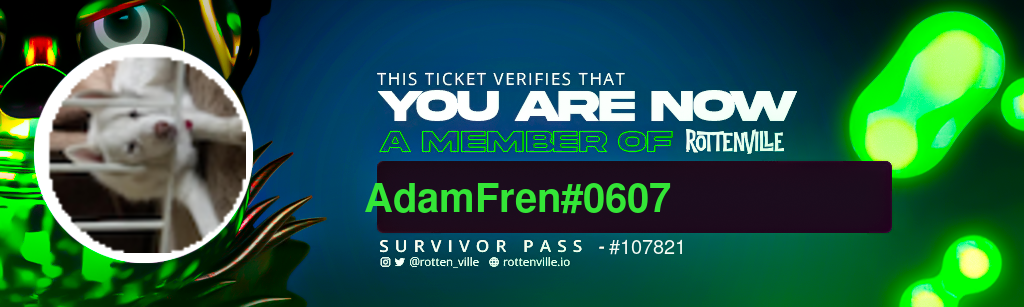 THIS TICKET VERIFIES THAT
YOU ARE NOW
A MEMBER OF ROTTENVILLE
AdamFren#0607
SURVIVOR PASS - #107821
@rotten_ville rottenville.io